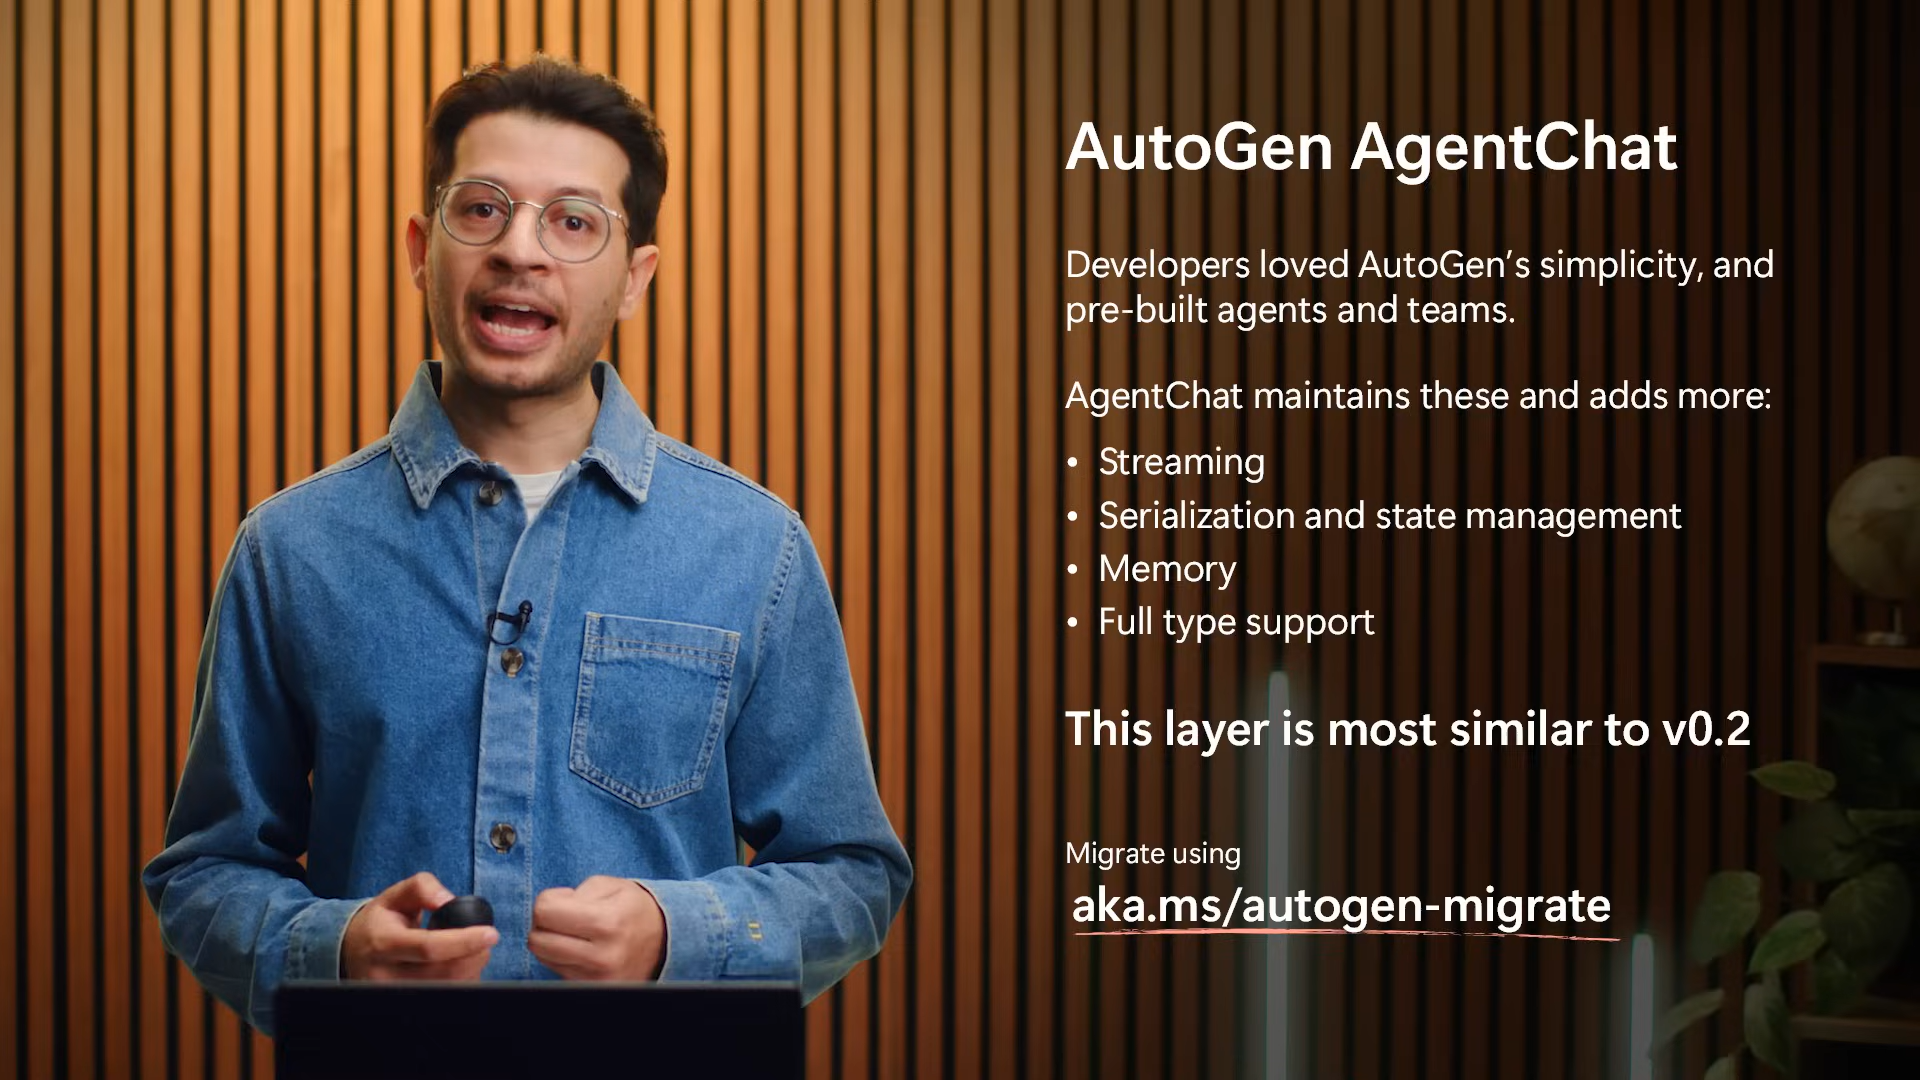 AutoGen AgentChat
Developers loved AutoGen’s simplicity, and
pre-built agents and teams.
AgentChat maintains these and adds more:
• Streaming
• Serialization and state management
• Memory
• Full type support
This layer is most similar to v0.2
Migrate using
aka.ms/autogen-migrate